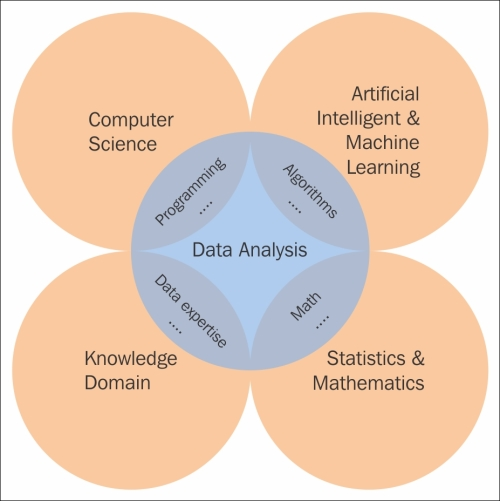 Computer
Science
Artificial
Intelligent &
Machine
Learning
Programming
....
Algorithms
....
Data Analysis
Data expertise
....
Math
....
Knowledge
Domain
Statistics &
Mathematics